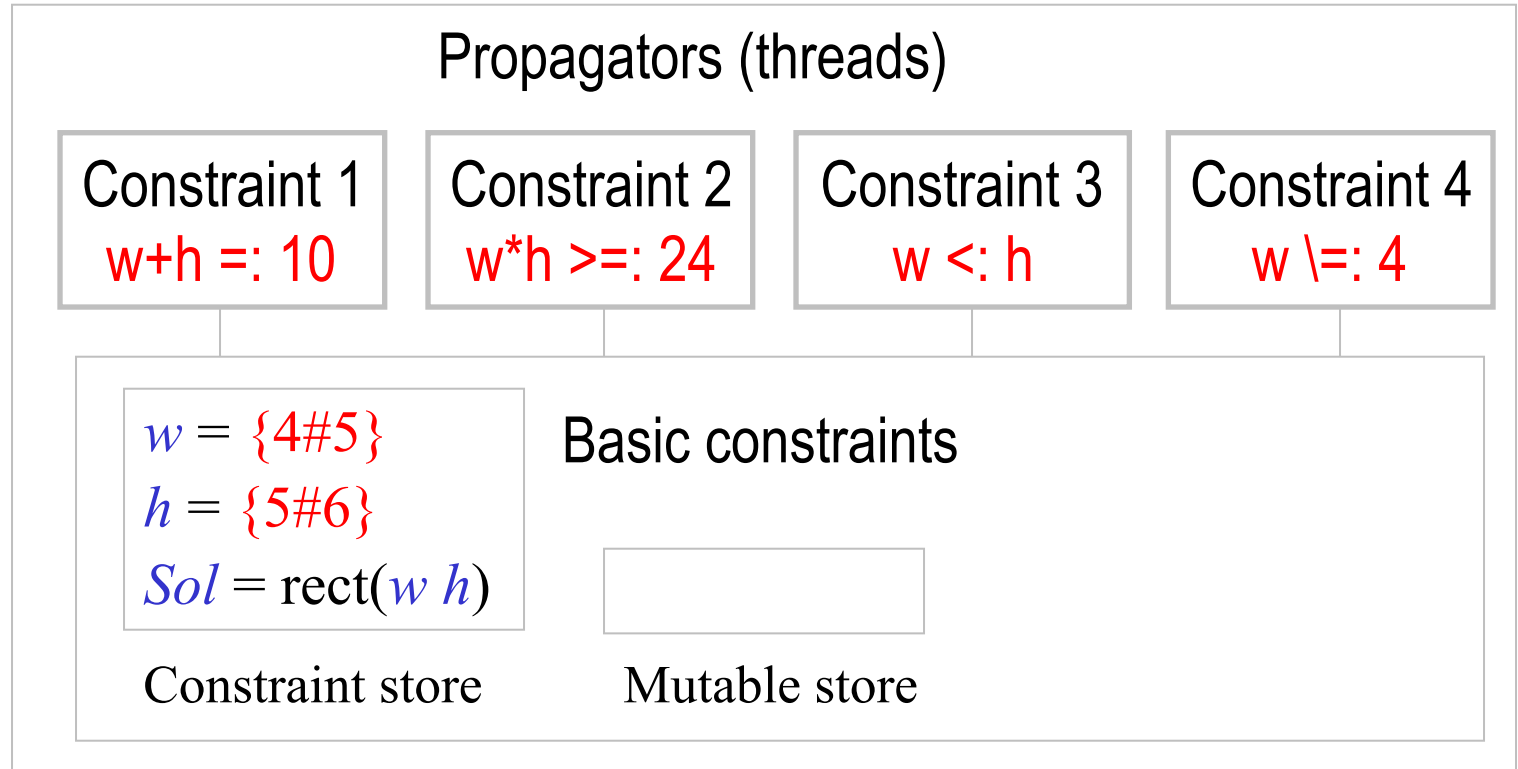 Propagators (threads)
Constraint 1
w+h =: 10
Constraint 2
w*h >=: 24
Constraint 3
w <: h
Constraint 4
w \=: 4
w = {4#5}
h = {5#6}
Sol = rect(w h)
Basic constraints
Constraint store
Mutable store